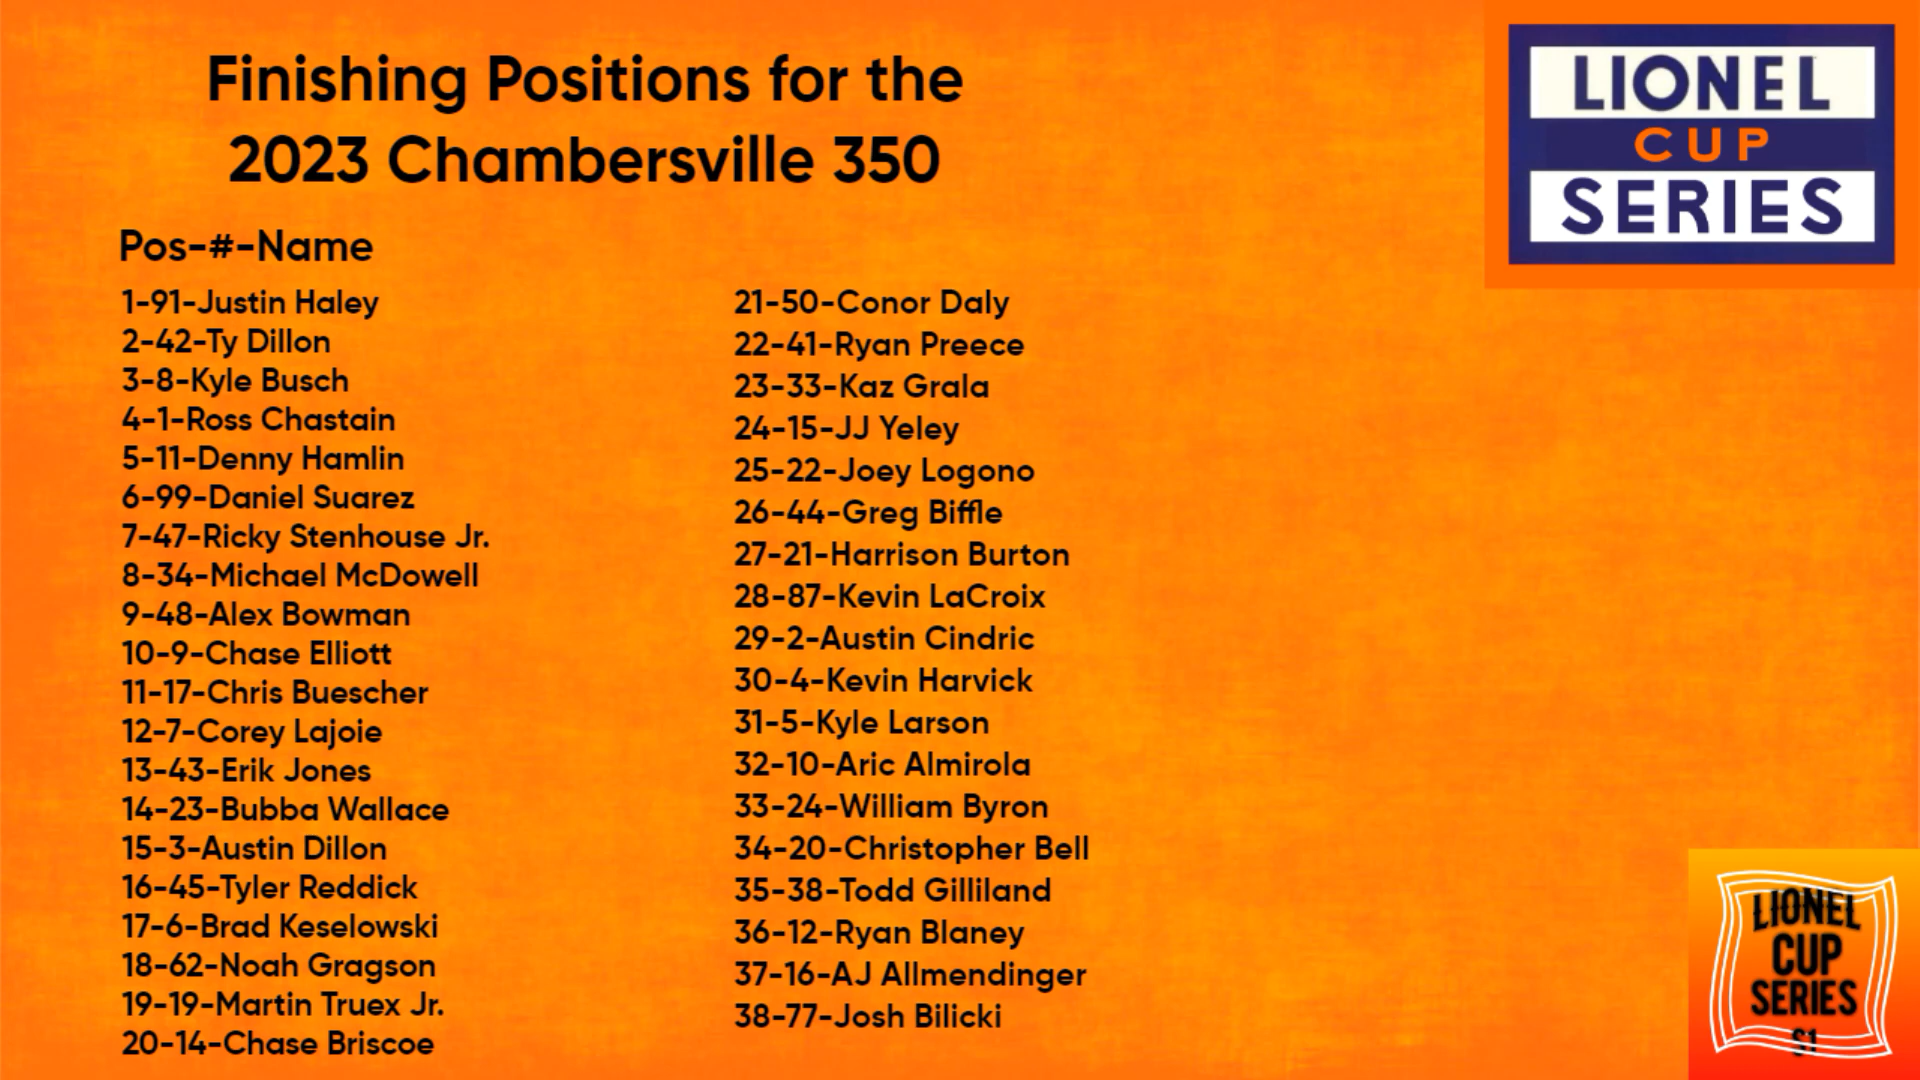 Finishing Positions for the
2023 Chambersville 350
LIONEL
CUP
SERIES
Pos-#-Name
1-91-Justin Haley
2-42-Ty Dillon
3-8-Kyle Busch
4-1-Ross Chastain
5-11-Denny Hamlin
6-99-Daniel Suarez
7-47-Ricky Stenhouse Jr.
8-34-Michael McDowell
9-48-Alex Bowman
10-9-Chase Elliott
11-17-Chris Buescher
12-7-Corey Lajoie
13-43-Erik Jones
14-23-Bubba Wallace
15-3-Austin Dillon
16-45-Tyler Reddick
17-6-Brad Keselowski
18-62-Noah Gragson
19-19-Martin Truex Jr.
20-14-Chase Briscoe
21-50-Conor Daly
22-41-Ryan Preece
23-33-Kaz Grala
24-15-JJ Yeley
25-22-Joey Logono
26-44-Greg Biffle
27-21-Harrison Burton
28-87-Kevin LaCroix
29-2-Austin Cindric
30-4-Kevin Harvick
31-5-Kyle Larson
32-10-Aric Almirola
33-24-William Byron
34-20-Christopher Bell
35-38-Todd Gilliland
36-12-Ryan Blaney
37-16-AJ Allmendinger
38-77-Josh Bilicki
LIONEL
CUP
SERIES
S1